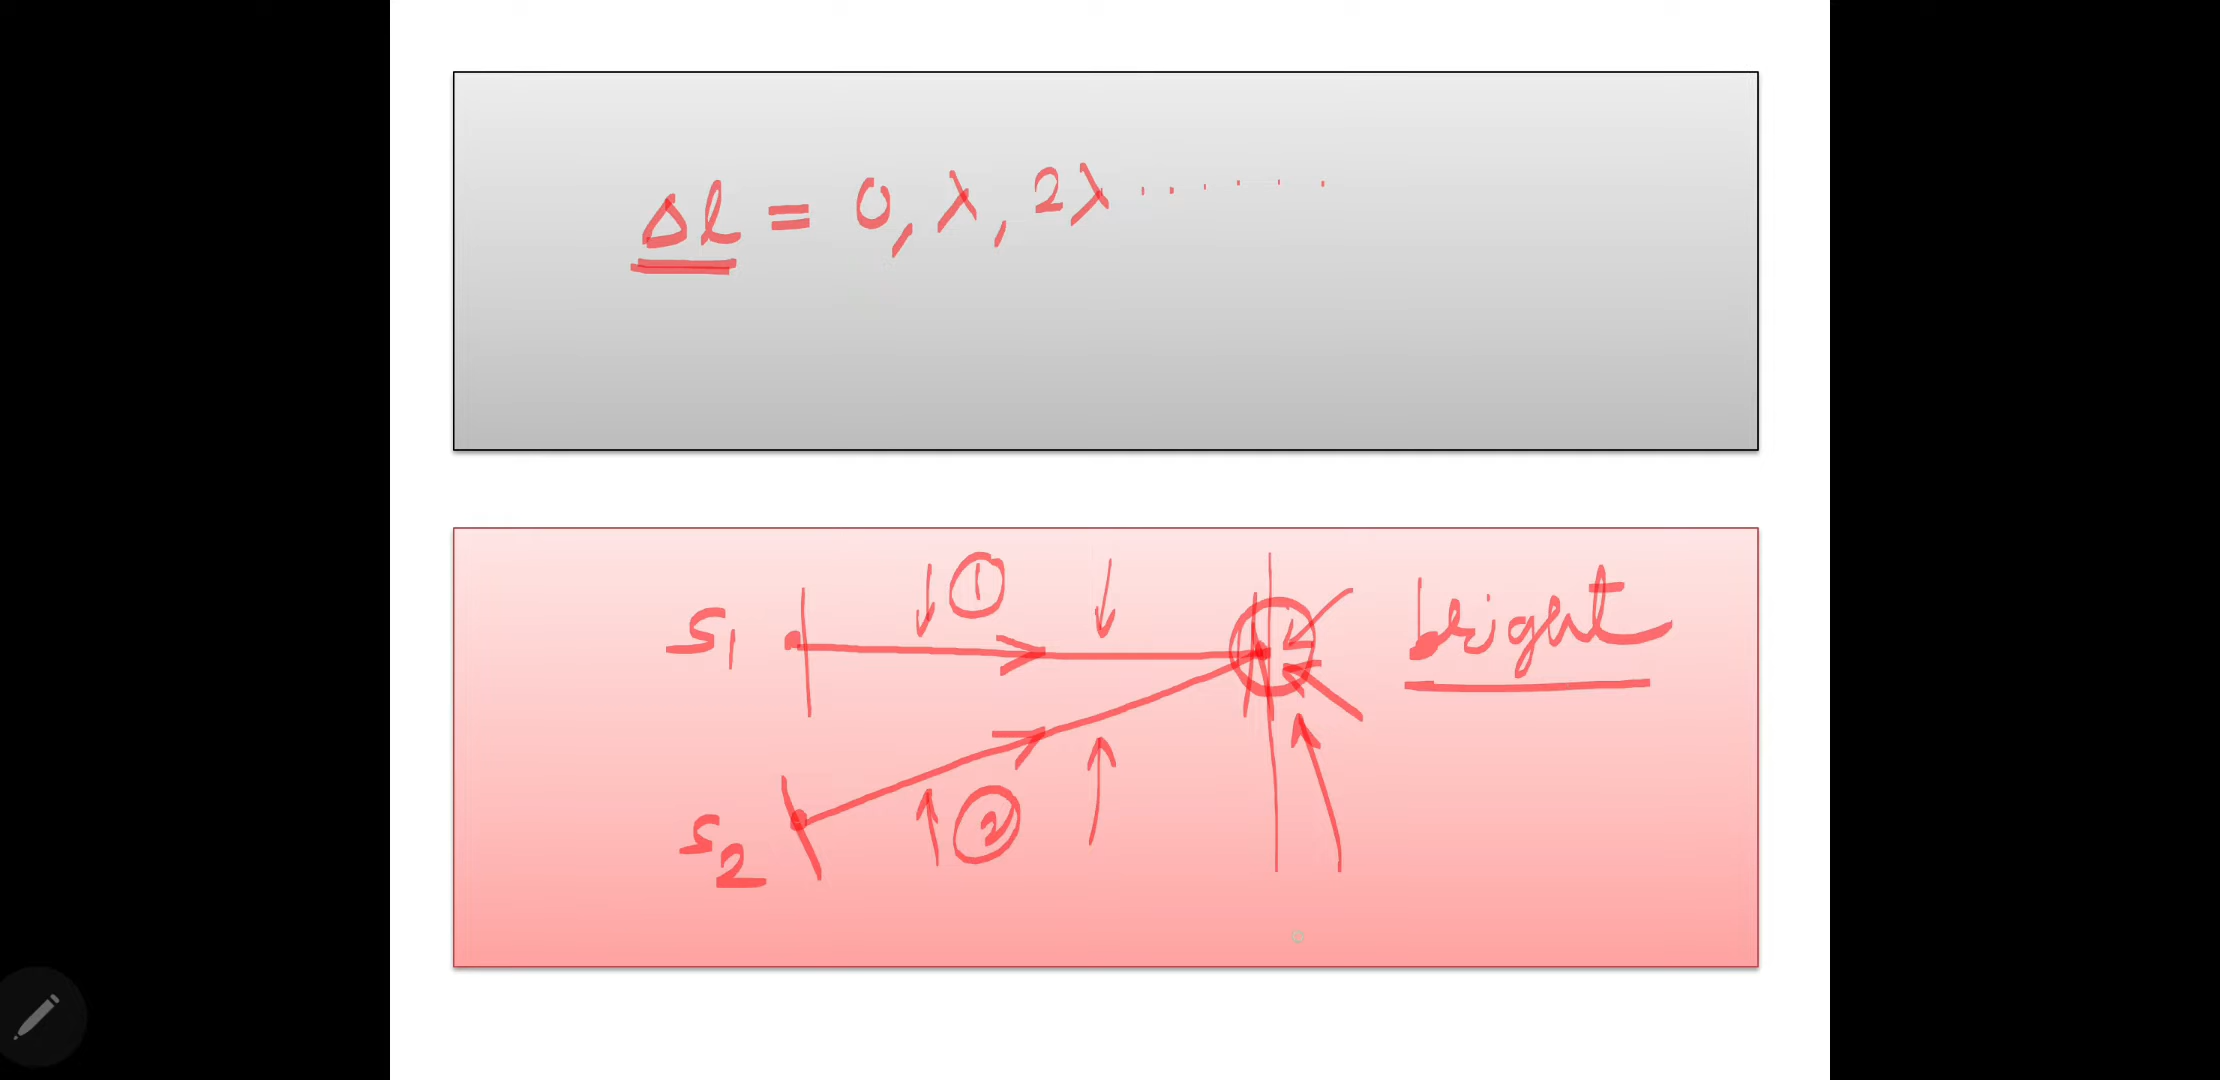 Δl = 0, λ, 2λ ......
①
S1
bright
②
S2